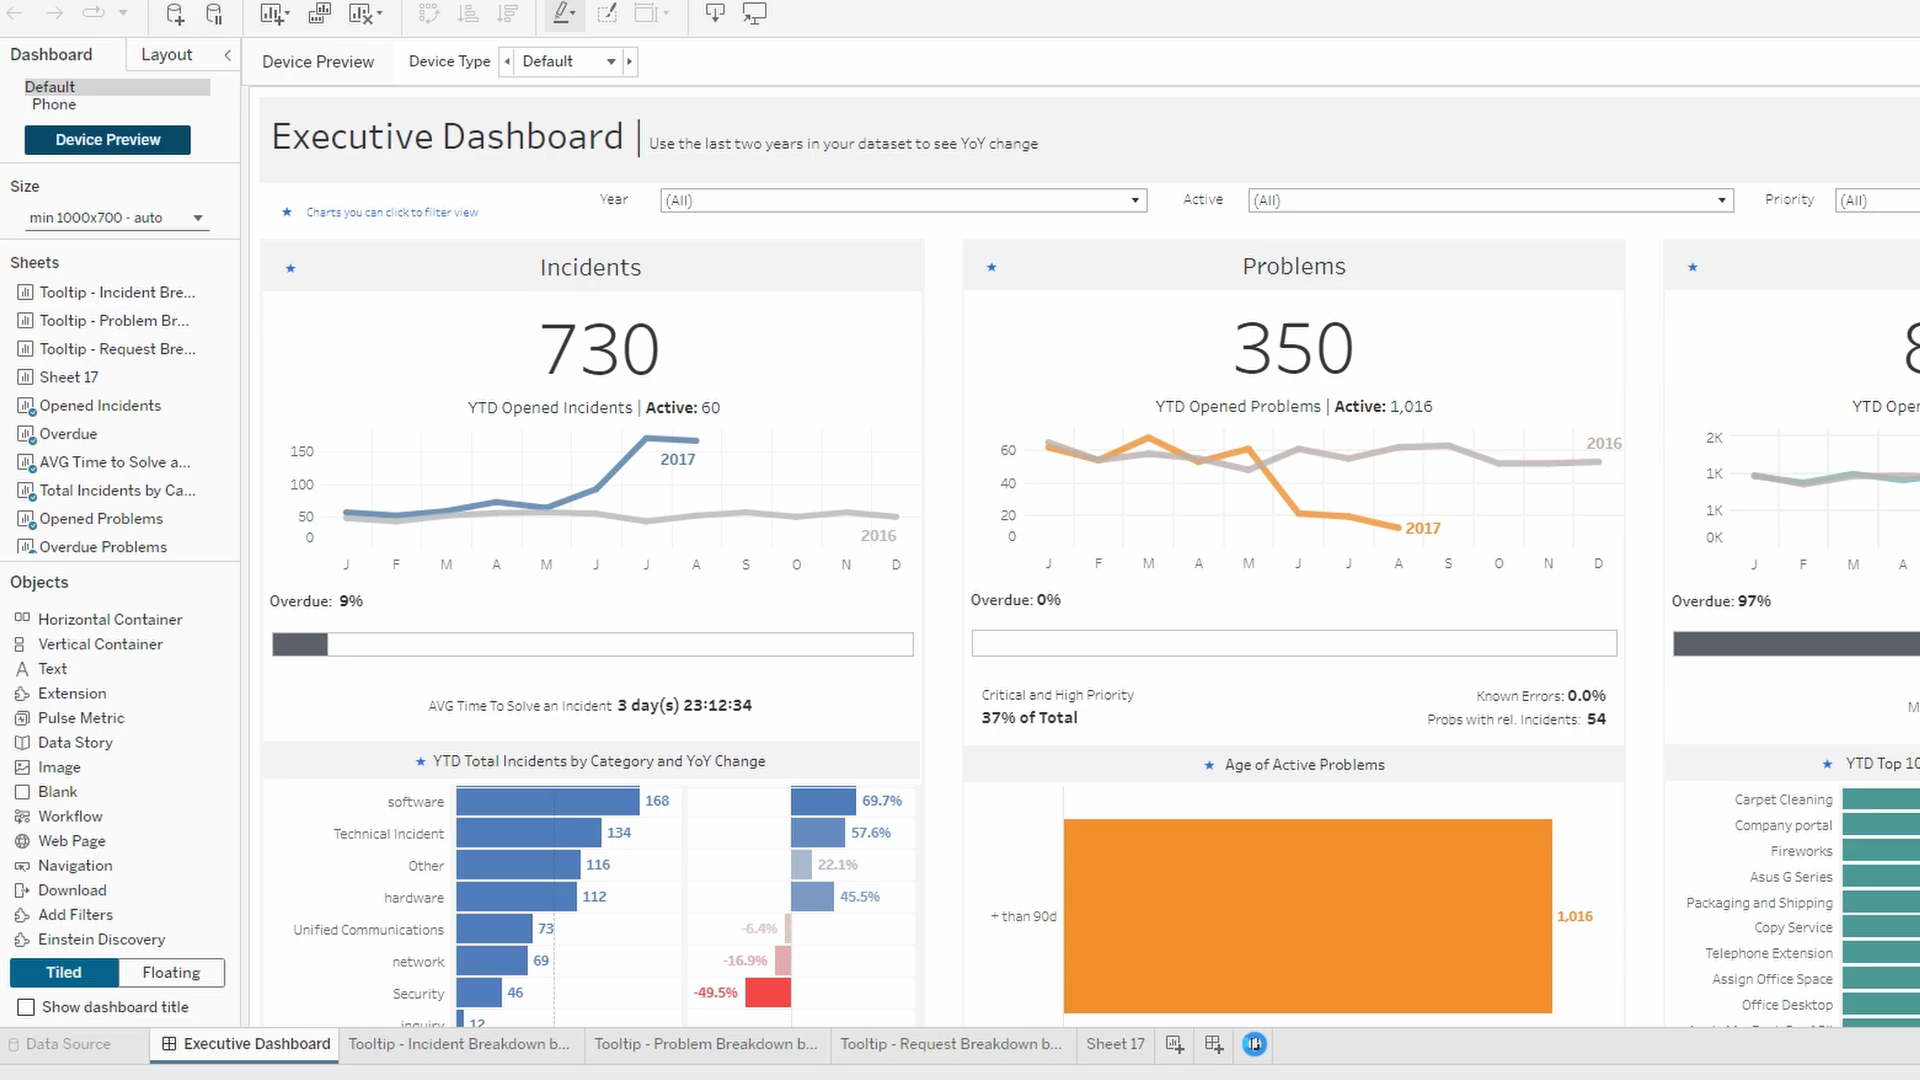 Dashboard
Layout
Default
Phone
Device Preview
Size
min 1000x700 - auto
Sheets
Tooltip - Incident Bre...
Tooltip - Problem Br...
Tooltip - Request Bre...
Sheet 17
Opened Incidents
Overdue
AVG Time to Solve a...
Total Incidents by Ca...
Opened Problems
Overdue Problems
Objects
Horizontal Container
Vertical Container
Text
Extension
Pulse Metric
Data Story
Image
Blank
Workflow
Web Page
Navigation
Download
Add Filters
Einstein Discovery
Tiled
Floating
Show dashboard title
Device Preview
Device Type
Default
Executive Dashboard | Use the last two years in your dataset to see YoY change
Charts you can click to filter view
Year
(All)
Active
(All)
Priority
(All)
Incidents
730
YTD Opened Incidents | Active: 60
150
100
50
0
2017
2016
J F M A M J J A S O N D
Overdue: 9%
AVG Time To Solve an Incident 3 day(s) 23:12:34
YTD Total Incidents by Category and YoY Change
software 168 69.7%
Technical Incident 134 57.6%
Other 116 22.1%
hardware 112 45.5%
Unified Communications 73 -6.4%
network 69 -16.9%
Security 46 -49.5%
inquiry 12
Problems
350
YTD Opened Problems | Active: 1,016
60
40
20
0
2016
2017
J F M A M J J A S O N D
Overdue: 0%
Critical and High Priority
37% of Total
Known Errors: 0.0%
Probs with rel. Incidents: 54
Age of Active Problems
+ than 90d
1,016
8
YTD Oper
2K
1K
1K
0K
J F M A
Overdue: 97%
M
YTD Top 10
Carpet Cleaning
Company portal
Fireworks
Asus G Series
Packaging and Shipping
Copy Service
Telephone Extension
Assign Office Space
Office Desktop
Data Source
Executive Dashboard
Tooltip - Incident Breakdown b...
Tooltip - Problem Breakdown b...
Tooltip - Request Breakdown b...
Sheet 17